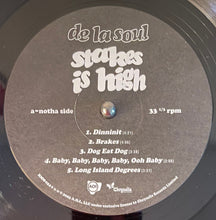 de la soul
stakes
is high
a~notha side
33 ⅓ rpm
1. Dinninit
2. Brakes
3. Dog Eat Dog
4. Baby, Baby, Baby, Baby, Ooh Baby
5. Long Island Degrees
Chrysalis